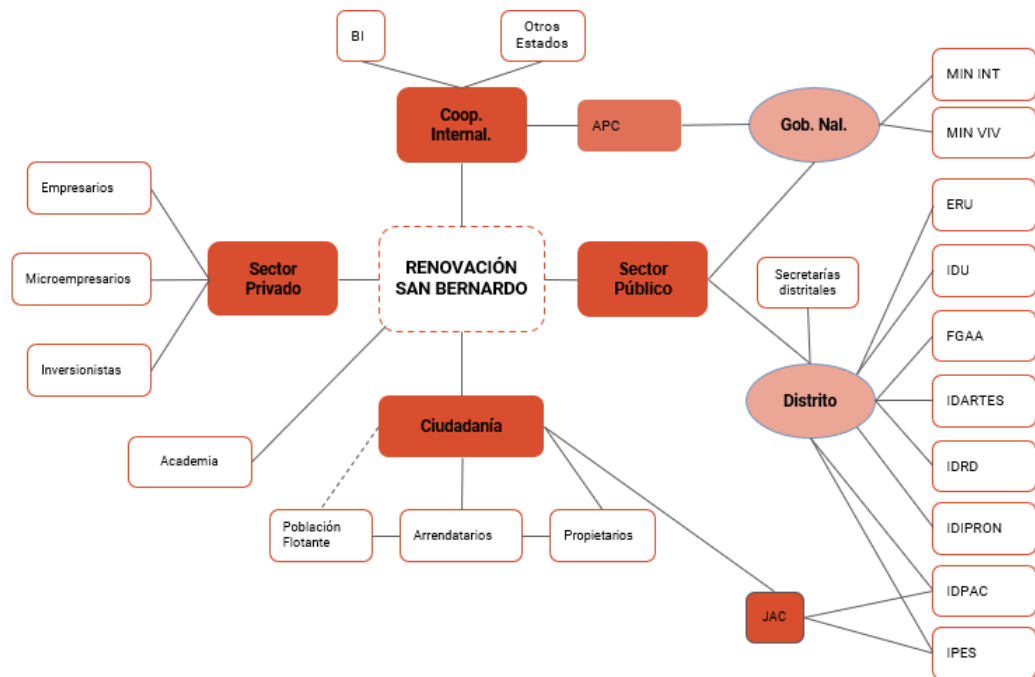 BI
Otros
Estados
Coop.
Internal.
APC
Gob. Nal.
MIN INT
MIN VIV
Empresarios
Microempresarios
Inversionistas
Sector
Privado
RENOVACIÓN
SAN BERNARDO
Sector
Público
Secretarías
distritales
ERU
IDU
FGAA
IDARTES
IDRD
IDIPRON
IDPAC
IPES
Distrito
Ciudadanía
Academia
Población
Flotante
Arrendatarios
Propietarios
JAC